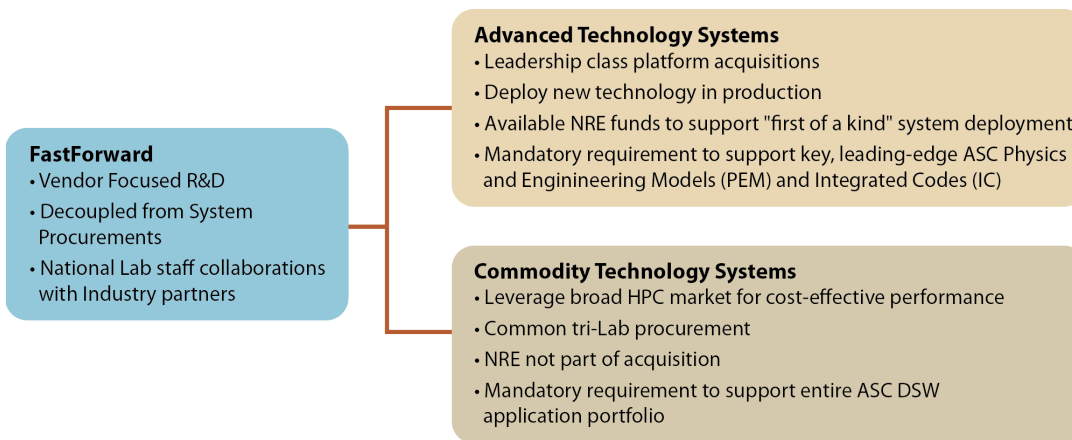 FastForward
• Vendor Focused R&D
• Decoupled from System
Procurements
• National Lab staff collaborations
with Industry partners
Advanced Technology Systems
• Leadership class platform acquisitions
• Deploy new technology in production
• Available NRE funds to support "first of a kind" system deployment
• Mandatory requirement to support key, leading-edge ASC Physics
and Enginineering Models (PEM) and Integrated Codes (IC)
Commodity Technology Systems
• Leverage broad HPC market for cost-effective performance
• Common tri-Lab procurement
• NRE not part of acquisition
• Mandatory requirement to support entire ASC DSW
application portfolio